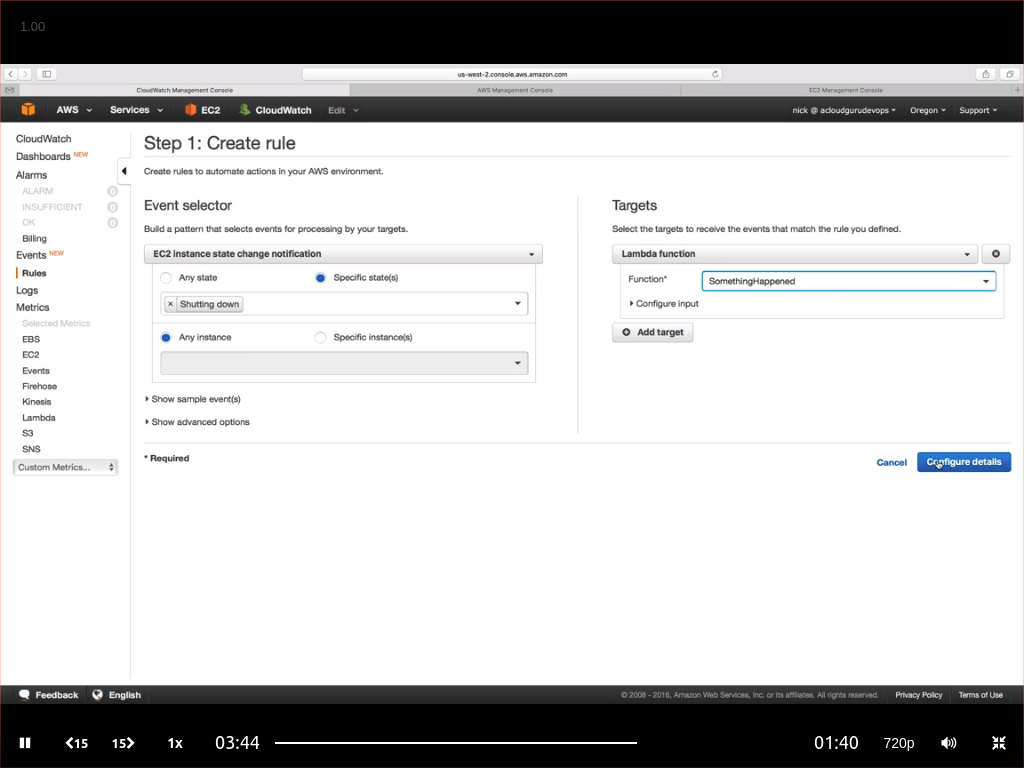 1.00
us-west-2.console.aws.amazon.com
CloudWatch Management Console AWS Management Console EC2 Management Console
AWS Services EC2 CloudWatch Edit nick @ acloudgurudevops Oregon Support
CloudWatch
Dashboards NEW
Alarms
ALARM 0
INSUFFICIENT 0
OK 0
Billing
Events NEW
Rules
Logs
Metrics
Selected Metrics
EBS
EC2
Events
Firehose
Kinesis
Lambda
S3
SNS
Custom Metrics...
Step 1: Create rule
Create rules to automate actions in your AWS environment.
Event selector
Build a pattern that selects events for processing by your targets.
EC2 instance state change notification
Any state Specific state(s)
× Shutting down
Any instance Specific instance(s)
Show sample event(s)
Show advanced options
* Required
Targets
Select the targets to receive the events that match the rule you defined.
Lambda function
Function* SomethingHappened
Configure input
Add target
Cancel Configure details
Feedback English © 2008 - 2016, Amazon Web Services, Inc. or its affiliates. All rights reserved. Privacy Policy Terms of Use
15 15 1x 03:44 01:40 720p